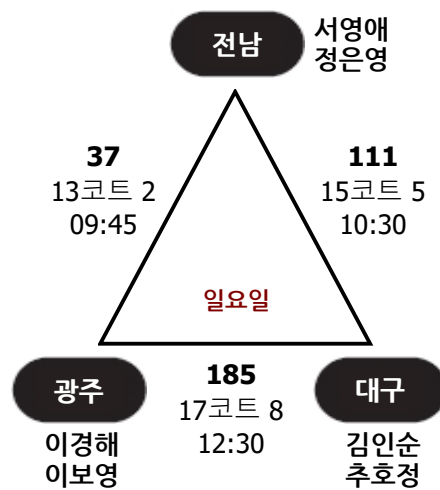 전남
서영애
정은영
37
13코트 2
09:45
111
15코트 5
10:30
일요일
광주
이경해
이보영
185
17코트 8
12:30
대구
김인순
추호정